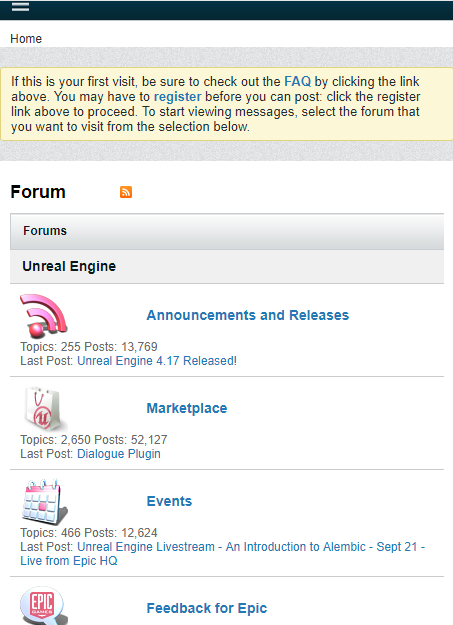 Home
If this is your first visit, be sure to check out the FAQ by clicking the link
above. You may have to register before you can post: click the register
link above to proceed. To start viewing messages, select the forum that
you want to visit from the selection below.
Forum
Forums
Unreal Engine
Announcements and Releases
Topics: 255 Posts: 13,769
Last Post: Unreal Engine 4.17 Released!
Marketplace
Topics: 2,650 Posts: 52,127
Last Post: Dialogue Plugin
Events
Topics: 466 Posts: 12,624
Last Post: Unreal Engine Livestream - An Introduction to Alembic - Sept 21 -
Live from Epic HQ
EPIC
GAMES
Feedback for Epic